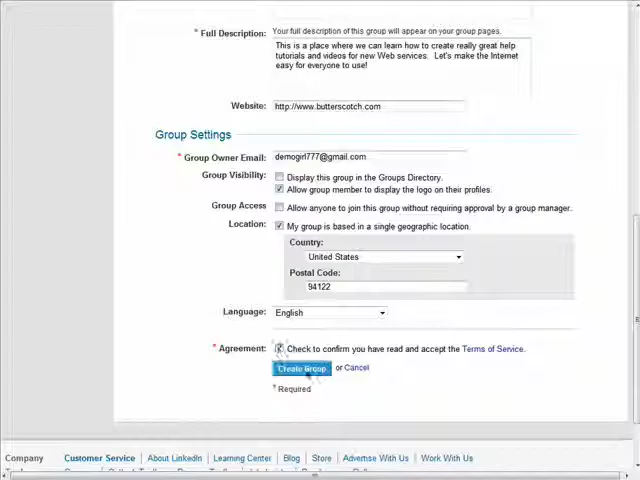 * Full Description: Your full description of this group will appear on your group pages.
This is a place where we can learn how to create really great help
tutorials and videos for new Web services. Let's make the Internet
easy for everyone to use!
Website: http://www.butterscotch.com
Group Settings
* Group Owner Email: demogirl777@gmail.com
Group Visibility: Display this group in the Groups Directory.
Allow group member to display the logo on their profiles.
Group Access Allow anyone to join this group without requiring approval by a group manager.
Location: My group is based in a single geographic location.
Country:
United States
Postal Code:
94122
Language: English
* Agreement: Check to confirm you have read and accept the Terms of Service.
Create Group or Cancel
* Required
Company Customer Service About LinkedIn Learning Center Blog Store Advertise With Us Work With Us